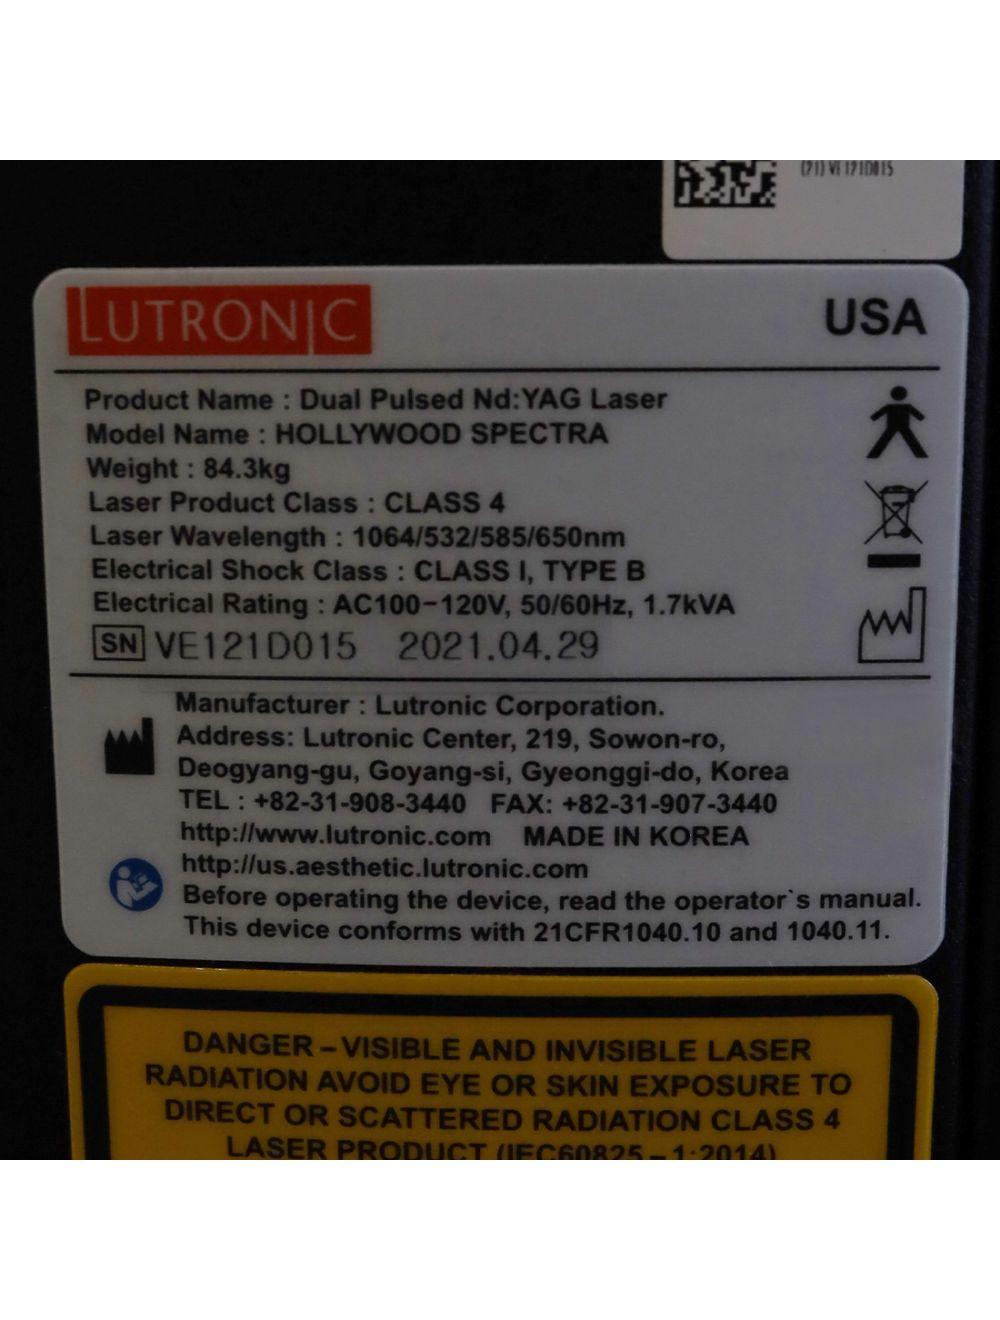 (21) VE121D015
LUTRONIC
USA
Product Name : Dual Pulsed Nd:YAG Laser
Model Name : HOLLYWOOD SPECTRA
Weight : 84.3kg
Laser Product Class : CLASS 4
Laser Wavelength : 1064/532/585/650nm
Electrical Shock Class : CLASS I, TYPE B
Electrical Rating : AC100-120V, 50/60Hz, 1.7kVA
SN VE121D015 2021.04.29
Manufacturer : Lutronic Corporation.
Address: Lutronic Center, 219, Sowon-ro,
Deogyang-gu, Goyang-si, Gyeonggi-do, Korea
TEL : +82-31-908-3440 FAX: +82-31-907-3440
http://www.lutronic.com MADE IN KOREA
http://us.aesthetic.lutronic.com
Before operating the device, read the operator`s manual.
This device conforms with 21CFR1040.10 and 1040.11.
DANGER – VISIBLE AND INVISIBLE LASER
RADIATION AVOID EYE OR SKIN EXPOSURE TO
DIRECT OR SCATTERED RADIATION CLASS 4
LASER PRODUCT (IEC60825 – 1:2014)